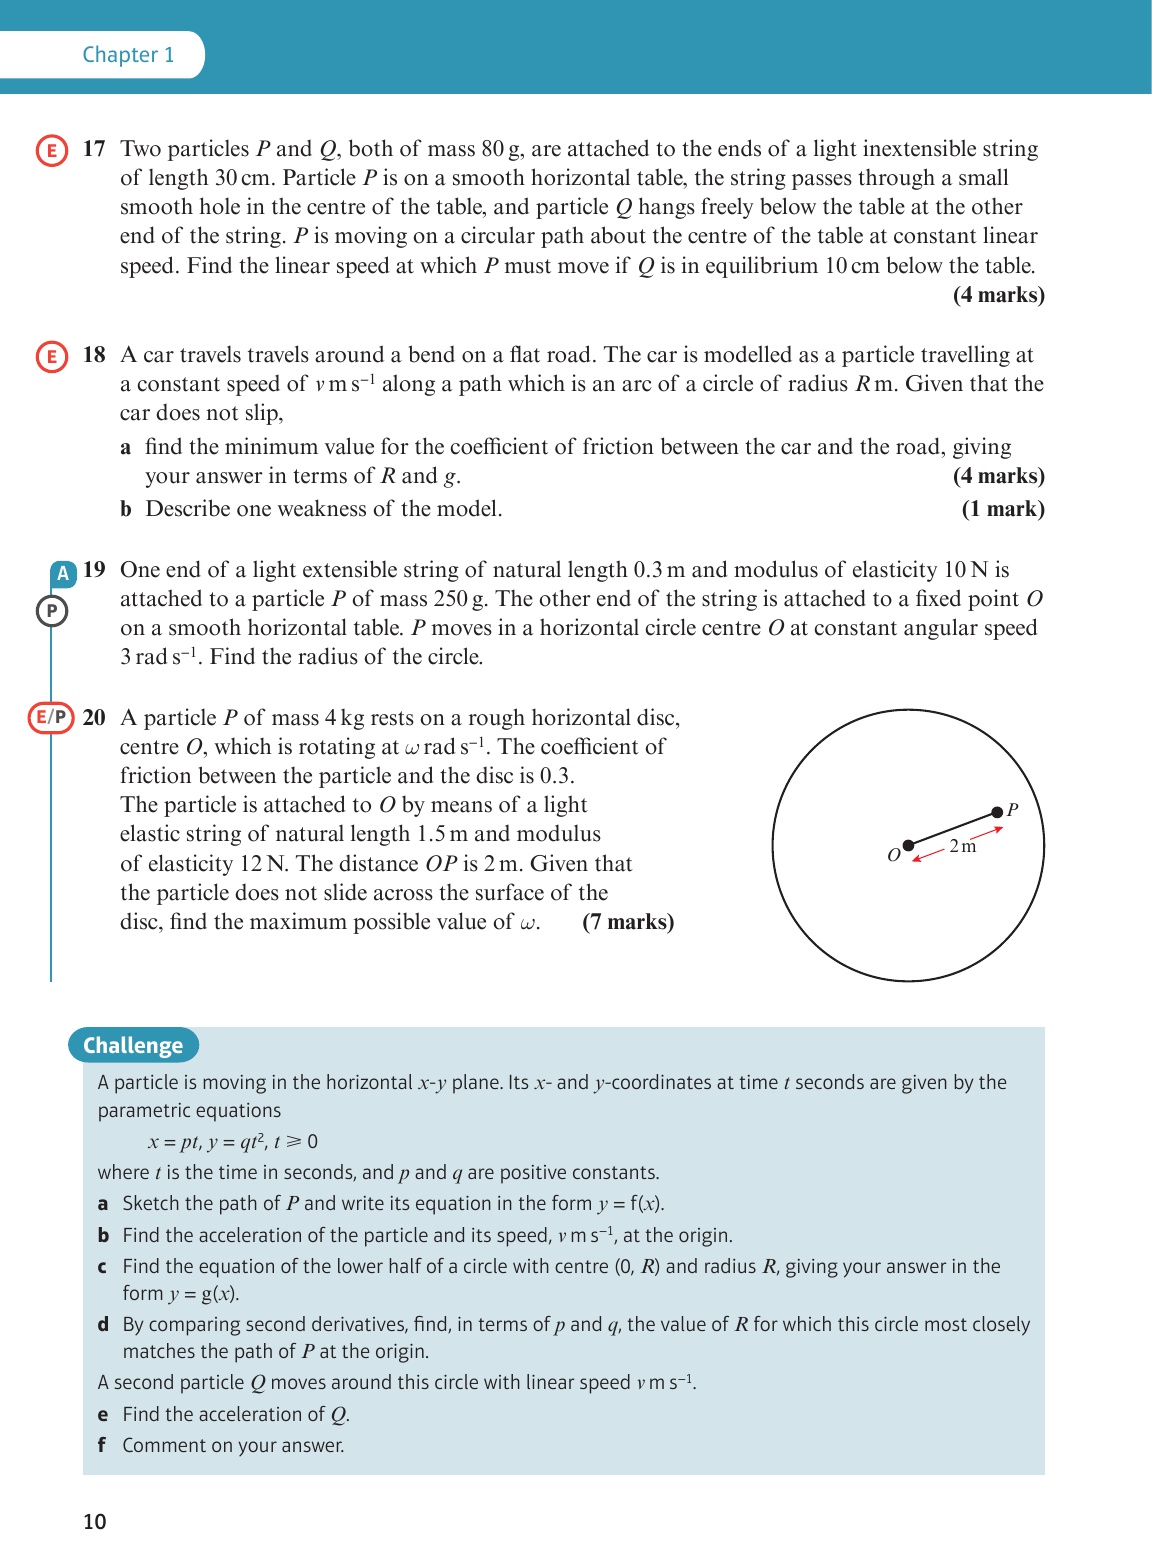 Chapter 1
E 17 Two particles P and Q, both of mass 80 g, are attached to the ends of a light inextensible string
of length 30 cm. Particle P is on a smooth horizontal table, the string passes through a small
smooth hole in the centre of the table, and particle Q hangs freely below the table at the other
end of the string. P is moving on a circular path about the centre of the table at constant linear
speed. Find the linear speed at which P must move if Q is in equilibrium 10 cm below the table.
(4 marks)
E 18 A car travels travels around a bend on a flat road. The car is modelled as a particle travelling at
a constant speed of v m s⁻¹ along a path which is an arc of a circle of radius R m. Given that the
car does not slip,
a find the minimum value for the coefficient of friction between the car and the road, giving
your answer in terms of R and g. (4 marks)
b Describe one weakness of the model. (1 mark)
A 19 One end of a light extensible string of natural length 0.3 m and modulus of elasticity 10 N is
P attached to a particle P of mass 250 g. The other end of the string is attached to a fixed point O
on a smooth horizontal table. P moves in a horizontal circle centre O at constant angular speed
3 rad s⁻¹. Find the radius of the circle.
E/P 20 A particle P of mass 4 kg rests on a rough horizontal disc,
centre O, which is rotating at ω rad s⁻¹. The coefficient of
friction between the particle and the disc is 0.3.
The particle is attached to O by means of a light
elastic string of natural length 1.5 m and modulus
of elasticity 12 N. The distance OP is 2 m. Given that
the particle does not slide across the surface of the
disc, find the maximum possible value of ω. (7 marks)
P
O
2 m
Challenge
A particle is moving in the horizontal x-y plane. Its x- and y-coordinates at time t seconds are given by the
parametric equations
x = pt, y = qt², t ⩾ 0
where t is the time in seconds, and p and q are positive constants.
a Sketch the path of P and write its equation in the form y = f(x).
b Find the acceleration of the particle and its speed, v m s⁻¹, at the origin.
c Find the equation of the lower half of a circle with centre (0, R) and radius R, giving your answer in the
form y = g(x).
d By comparing second derivatives, find, in terms of p and q, the value of R for which this circle most closely
matches the path of P at the origin.
A second particle Q moves around this circle with linear speed v m s⁻¹.
e Find the acceleration of Q.
f Comment on your answer.
10